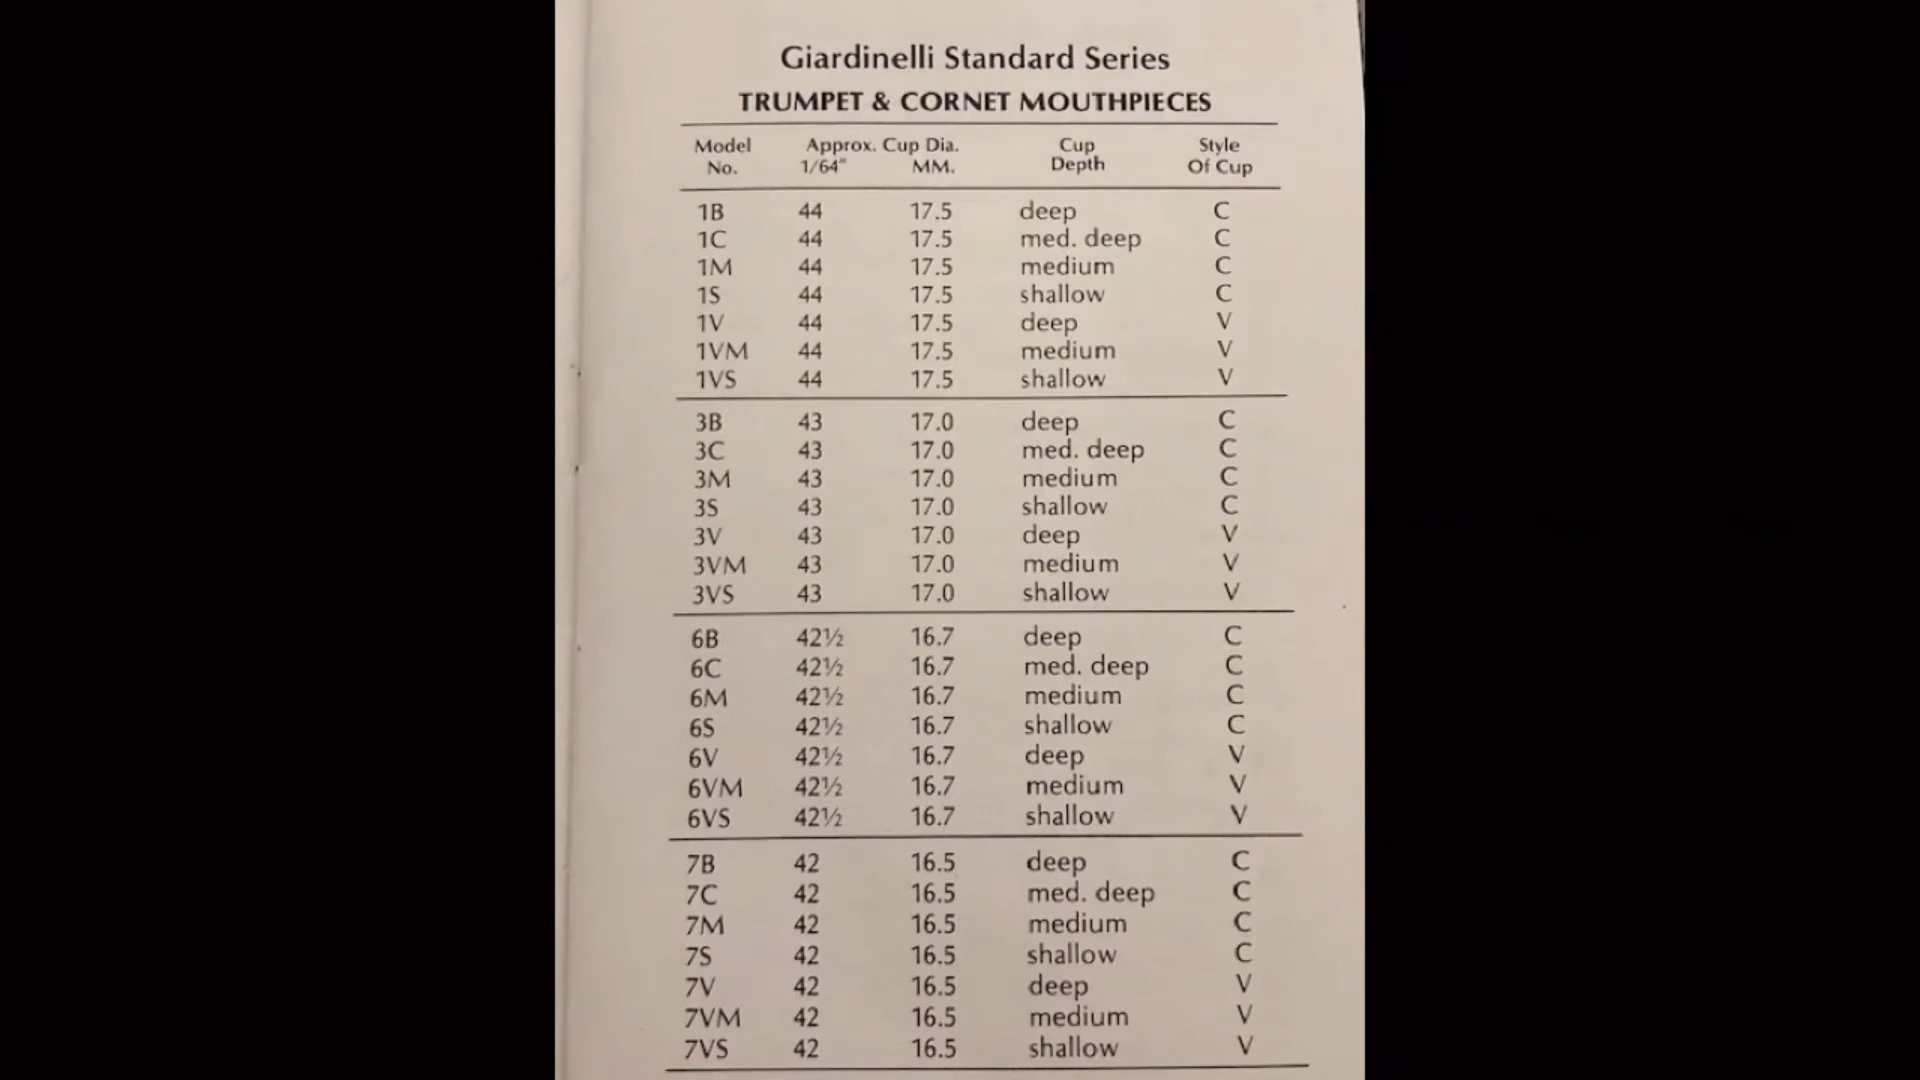 Giardinelli Standard Series
TRUMPET & CORNET MOUTHPIECES
Model Approx. Cup Dia. Cup Style
No. 1/64" MM. Depth Of Cup
1B 44 17.5 deep C
1C 44 17.5 med. deep C
1M 44 17.5 medium C
1S 44 17.5 shallow C
1V 44 17.5 deep V
1VM 44 17.5 medium V
1VS 44 17.5 shallow V
3B 43 17.0 deep C
3C 43 17.0 med. deep C
3M 43 17.0 medium C
3S 43 17.0 shallow C
3V 43 17.0 deep V
3VM 43 17.0 medium V
3VS 43 17.0 shallow V
6B 42½ 16.7 deep C
6C 42½ 16.7 med. deep C
6M 42½ 16.7 medium C
6S 42½ 16.7 shallow C
6V 42½ 16.7 deep V
6VM 42½ 16.7 medium V
6VS 42½ 16.7 shallow V
7B 42 16.5 deep C
7C 42 16.5 med. deep C
7M 42 16.5 medium C
7S 42 16.5 shallow C
7V 42 16.5 deep V
7VM 42 16.5 medium V
7VS 42 16.5 shallow V